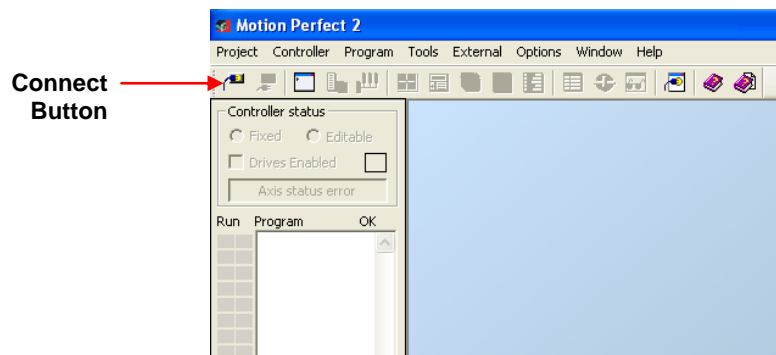 Motion Perfect 2
Project Controller Program Tools External Options Window Help
Connect
Button
Controller status
Fixed Editable
Drives Enabled
Axis status error
Run Program OK